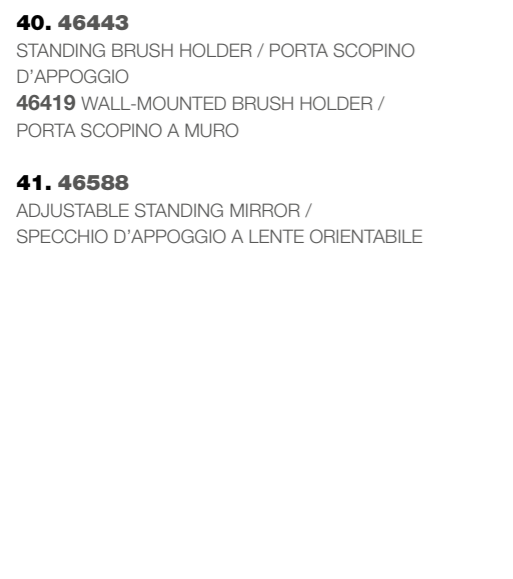 40. 46443
STANDING BRUSH HOLDER / PORTA SCOPINO
D’APPOGGIO
46419 WALL-MOUNTED BRUSH HOLDER /
PORTA SCOPINO A MURO
41. 46588
ADJUSTABLE STANDING MIRROR /
SPECCHIO D’APPOGGIO A LENTE ORIENTABILE